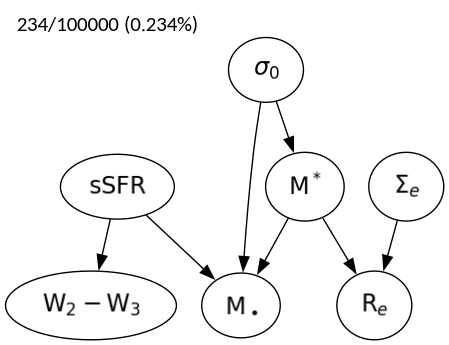 234/100000 (0.234%)
σ₀
sSFR
M*
Σₑ
W₂ − W₃
M•
Rₑ